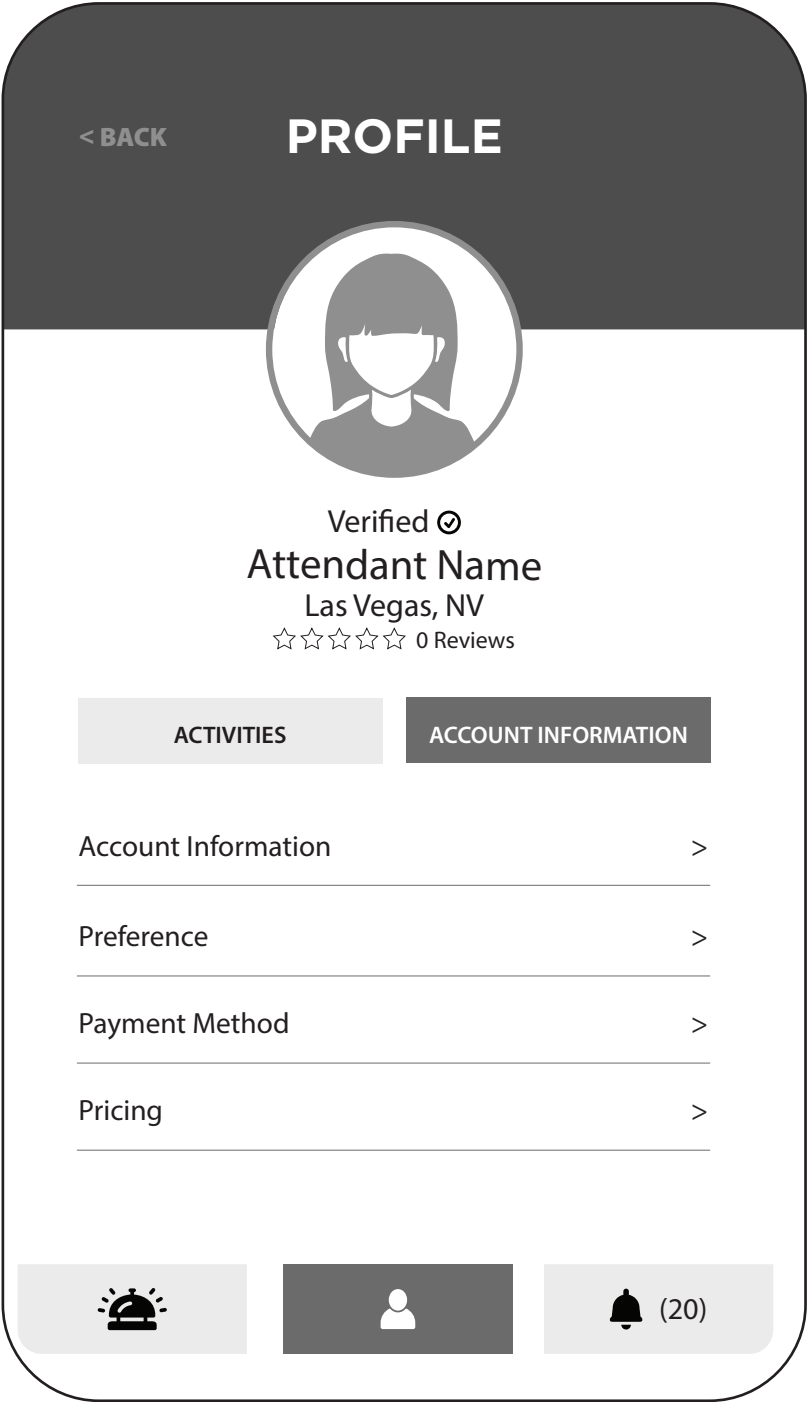 < BACK PROFILE
Verified
Attendant Name
Las Vegas, NV
0 Reviews
ACTIVITIES ACCOUNT INFORMATION
Account Information >
Preference >
Payment Method >
Pricing >
(20)